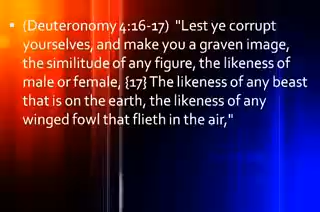 (Deuteronomy 4:16-17) "Lest ye corrupt
yourselves, and make you a graven image,
the similitude of any figure, the likeness of
male or female, {17} The likeness of any beast
that is on the earth, the likeness of any
winged fowl that flieth in the air,"